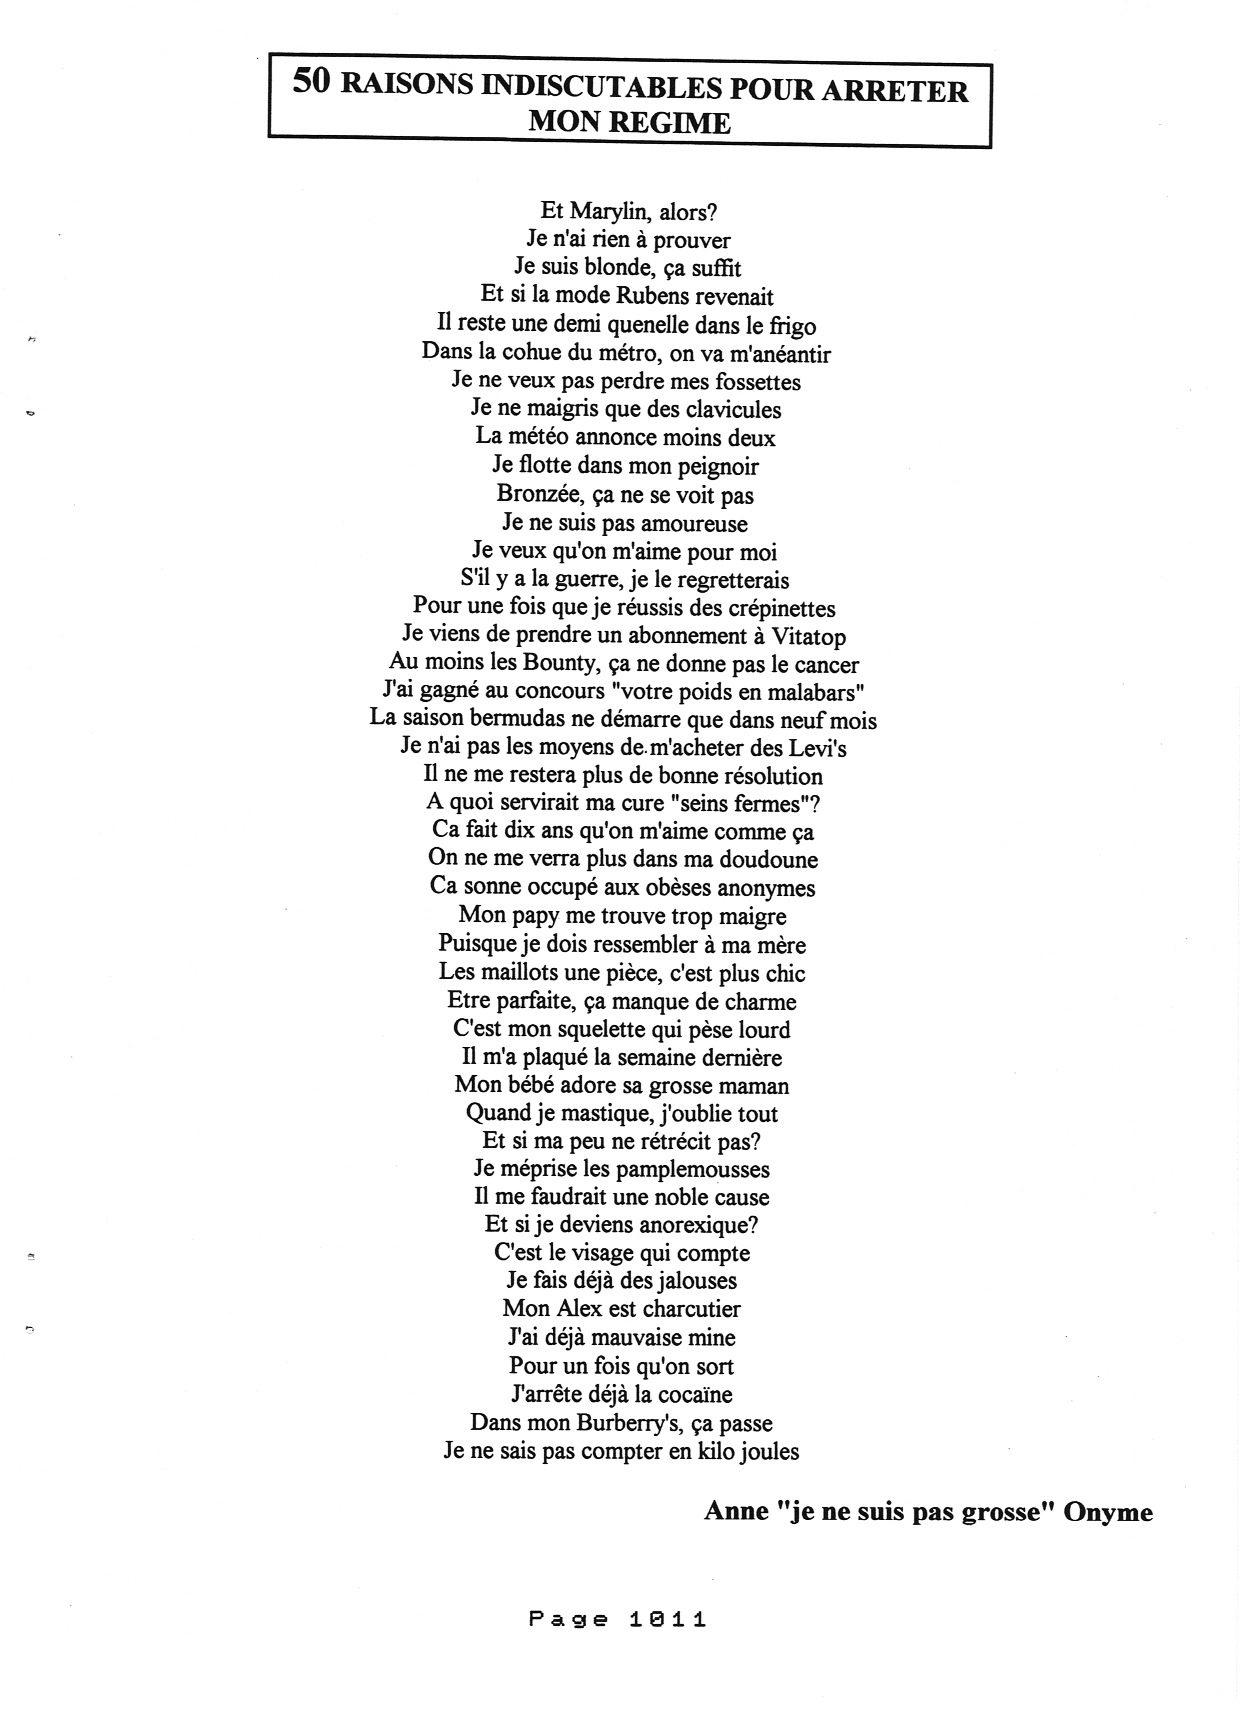 50 RAISONS INDISCUTABLES POUR ARRETER
MON REGIME
Et Marylin, alors?
Je n'ai rien à prouver
Je suis blonde, ça suffit
Et si la mode Rubens revenait
Il reste une demi quenelle dans le frigo
Dans la cohue du métro, on va m'anéantir
Je ne veux pas perdre mes fossettes
Je ne maigris que des clavicules
La météo annonce moins deux
Je flotte dans mon peignoir
Bronzée, ça ne se voit pas
Je ne suis pas amoureuse
Je veux qu'on m'aime pour moi
S'il y a la guerre, je le regretterais
Pour une fois que je réussis des crépinettes
Je viens de prendre un abonnement à Vitatop
Au moins les Bounty, ça ne donne pas le cancer
J'ai gagné au concours "votre poids en malabars"
La saison bermudas ne démarre que dans neuf mois
Je n'ai pas les moyens de m'acheter des Levi's
Il ne me restera plus de bonne résolution
A quoi servirait ma cure "seins fermes"?
Ca fait dix ans qu'on m'aime comme ça
On ne me verra plus dans ma doudoune
Ca sonne occupé aux obèses anonymes
Mon papy me trouve trop maigre
Puisque je dois ressembler à ma mère
Les maillots une pièce, c'est plus chic
Etre parfaite, ça manque de charme
C'est mon squelette qui pèse lourd
Il m'a plaqué la semaine dernière
Mon bébé adore sa grosse maman
Quand je mastique, j'oublie tout
Et si ma peu ne rétrécit pas?
Je méprise les pamplemousses
Il me faudrait une noble cause
Et si je deviens anorexique?
C'est le visage qui compte
Je fais déjà des jalouses
Mon Alex est charcutier
J'ai déjà mauvaise mine
Pour un fois qu'on sort
J'arrête déjà la cocaïne
Dans mon Burberry's, ça passe
Je ne sais pas compter en kilo joules
Anne "je ne suis pas grosse" Onyme
Page 1011